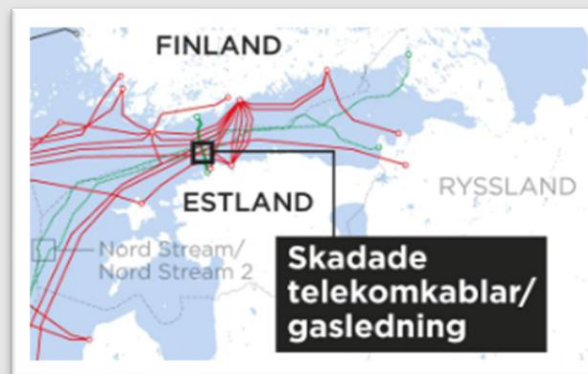 FINLAND
ESTLAND
RYSSLAND
Nord Stream/
Nord Stream 2
Skadade
telekomkablar/
gasledning